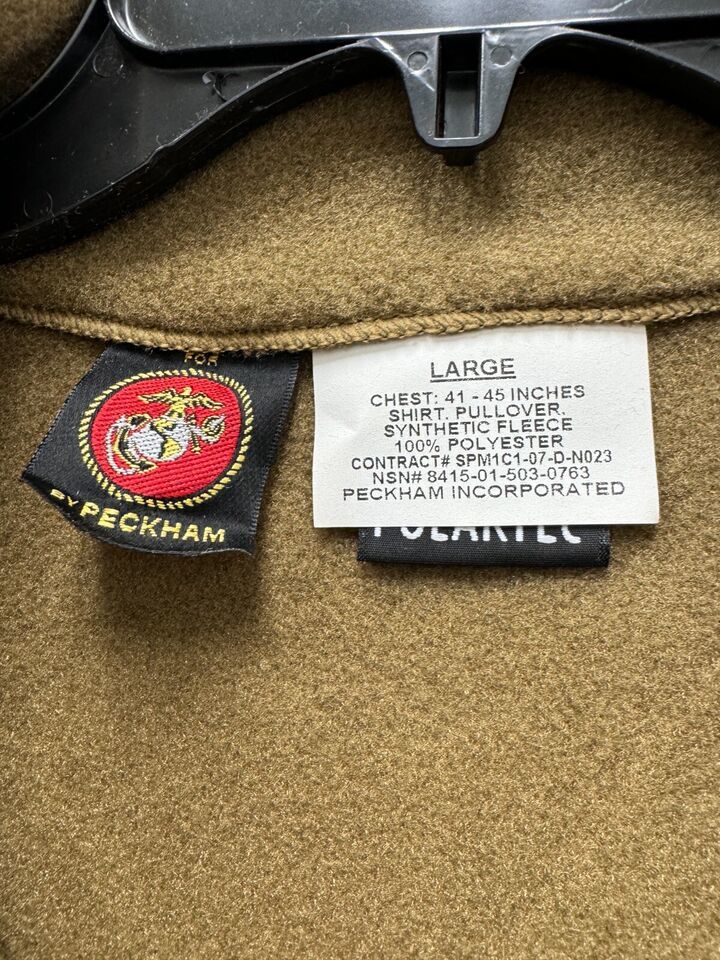 FOR
BY PECKHAM
LARGE
CHEST: 41 - 45 INCHES
SHIRT, PULLOVER,
SYNTHETIC FLEECE
100% POLYESTER
CONTRACT# SPM1C1-07-D-N023
NSN# 8415-01-503-0763
PECKHAM INCORPORATED
POLARTEC